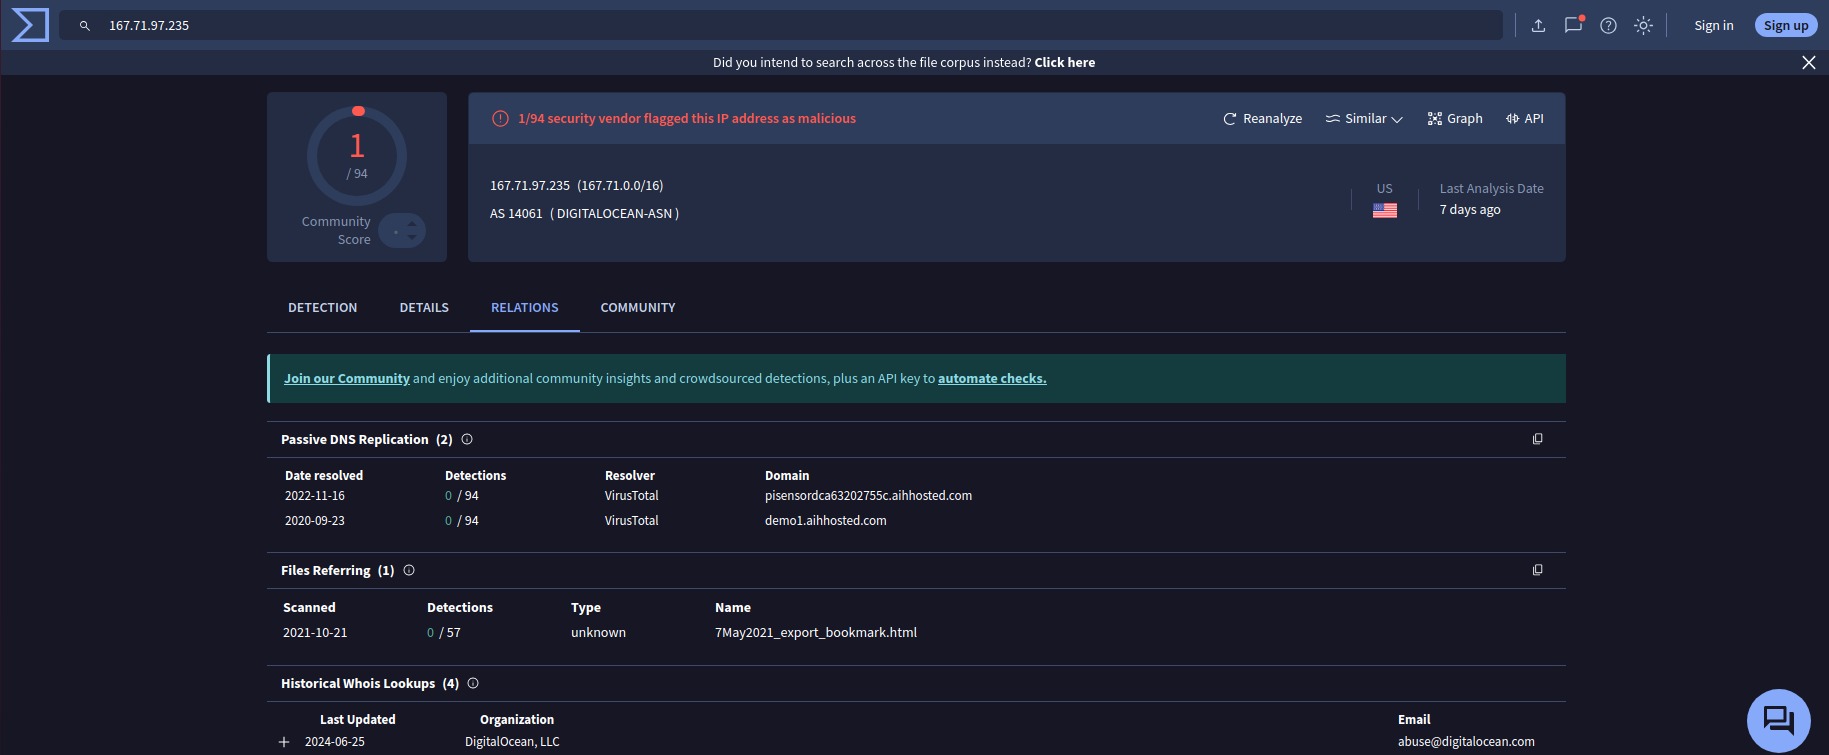 167.71.97.235 Sign in Sign up
Did you intend to search across the file corpus instead? Click here
1 / 94
Community Score
1/94 security vendor flagged this IP address as malicious
Reanalyze Similar Graph API
167.71.97.235 (167.71.0.0/16)
AS 14061 ( DIGITALOCEAN-ASN )
US
Last Analysis Date
7 days ago
DETECTION DETAILS RELATIONS COMMUNITY
Join our Community and enjoy additional community insights and crowdsourced detections, plus an API key to automate checks.
Passive DNS Replication (2)
Date resolved Detections Resolver Domain
2022-11-16 0 / 94 VirusTotal pisensordca63202755c.aihhosted.com
2020-09-23 0 / 94 VirusTotal demo1.aihhosted.com
Files Referring (1)
Scanned Detections Type Name
2021-10-21 0 / 57 unknown 7May2021_export_bookmark.html
Historical Whois Lookups (4)
Last Updated Organization Email
+ 2024-06-25 DigitalOcean, LLC abuse@digitalocean.com